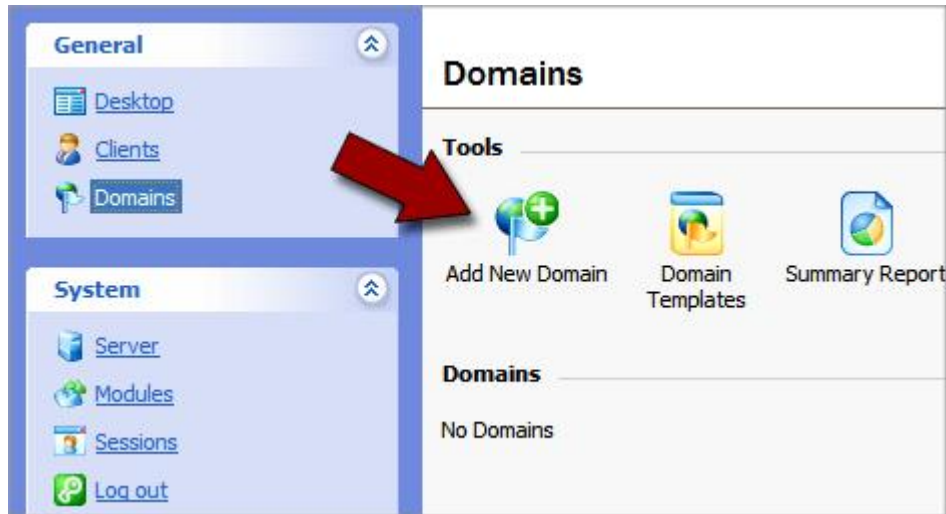 General
Desktop
Clients
Domains
System
Server
Modules
Sessions
Log out
Domains
Tools
Add New Domain
Domain
Templates
Summary Report
Domains
No Domains